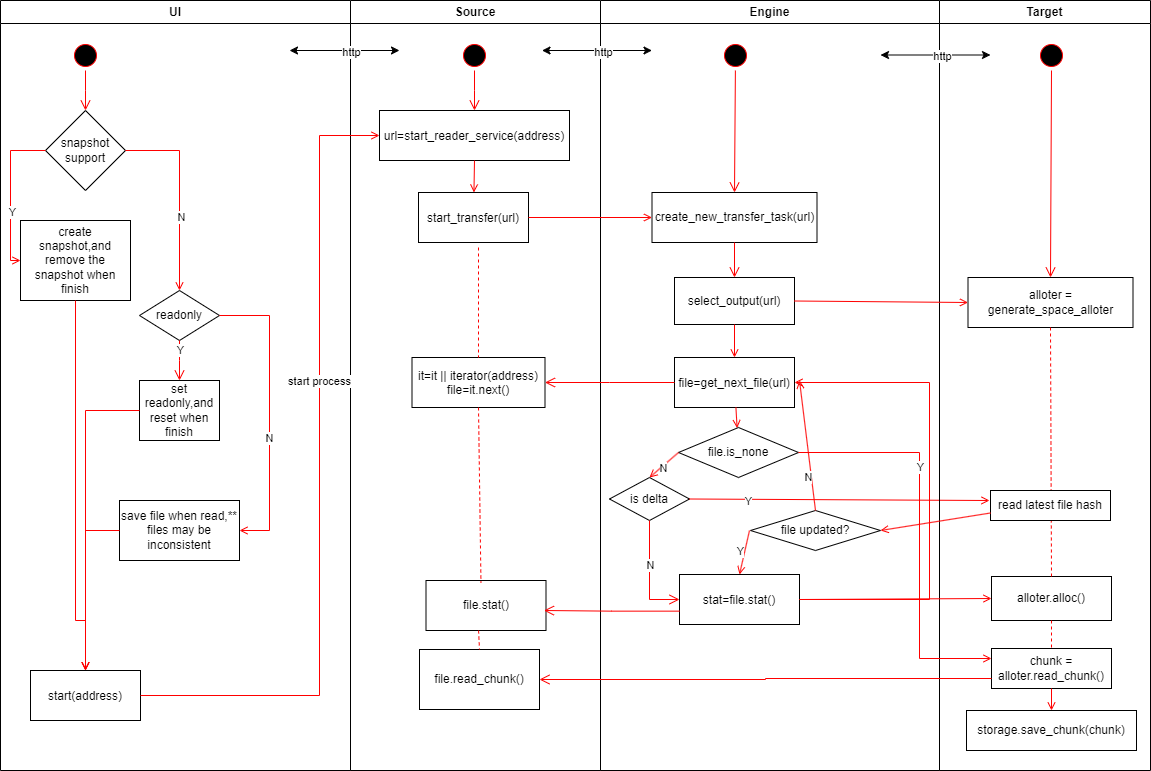 UI
Source
Engine
Target
http
http
http
snapshot
support
url=start_reader_service(address)
Y
N
start_transfer(url)
create_new_transfer_task(url)
create
snapshot,and
remove the
snapshot when
finish
select_output(url)
alloter =
generate_space_alloter
readonly
Y
start process
it=it || iterator(address)
file=it.next()
file=get_next_file(url)
set
readonly,and
reset when
finish
N
file.is_none
N
Y
N
is delta
Y
read latest file hash
save file when read,**
files may be
inconsistent
file updated?
Y
N
file.stat()
stat=file.stat()
alloter.alloc()
file.read_chunk()
chunk =
alloter.read_chunk()
start(address)
storage.save_chunk(chunk)